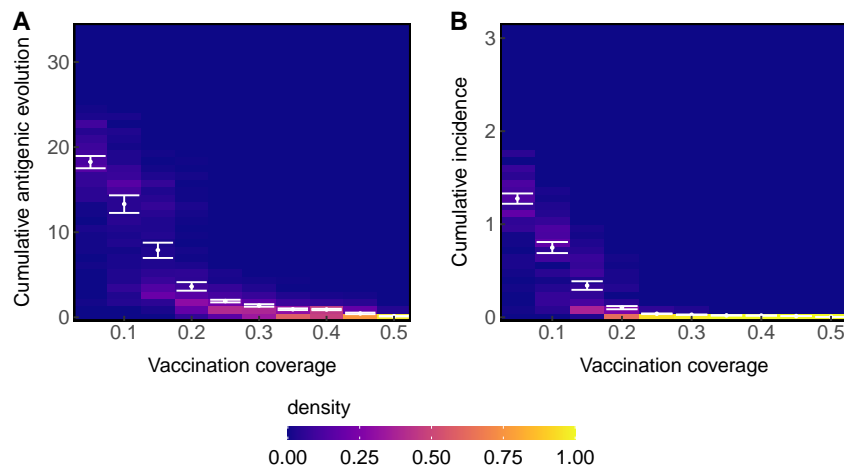 A
B
Cumulative antigenic evolution
30
20
10
0
0.1 0.2 0.3 0.4 0.5
Vaccination coverage
Cumulative incidence
3
2
1
0
0.1 0.2 0.3 0.4 0.5
Vaccination coverage
density
0.00 0.25 0.50 0.75 1.00